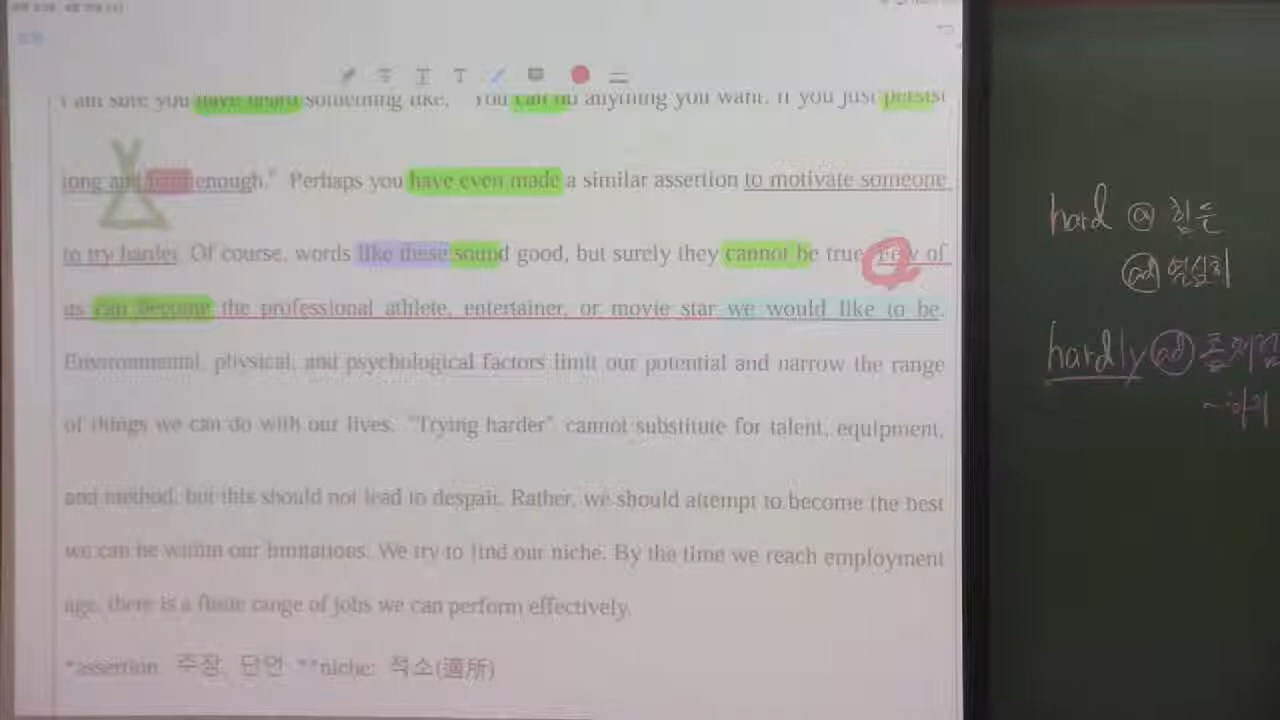 I am sure you have heard something like, "You can do anything you want, if you just persist
long and hard enough." Perhaps you have even made a similar assertion to motivate someone
to try harder. Of course, words like these sound good, but surely they cannot be true. Few of
us can become the professional athlete, entertainer, or movie star we would like to be.
Environmental, physical, and psychological factors limit our potential and narrow the range
of things we can do with our lives. "Trying harder" cannot substitute for talent, equipment,
and method, but this should not lead to despair. Rather, we should attempt to become the best
we can be within our limitations. We try to find our niche. By the time we reach employment
age, there is a finite range of jobs we can perform effectively.
*assertion: 주장, 단언 **niche: 적소(適所)
hard ⓐ 힘든
ad 열심히
hardly ad